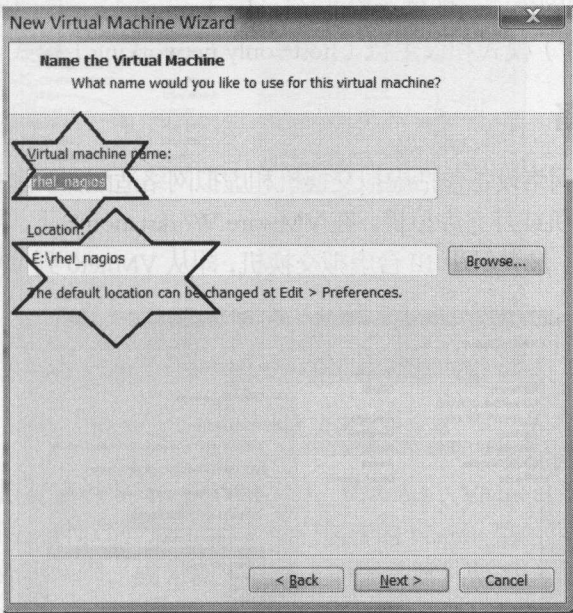 New Virtual Machine Wizard
Name the Virtual Machine
What name would you like to use for this virtual machine?
Virtual machine name:
rhel_nagios
Location:
E:\rhel_nagios
Browse...
The default location can be changed at Edit > Preferences.
< Back
Next >
Cancel